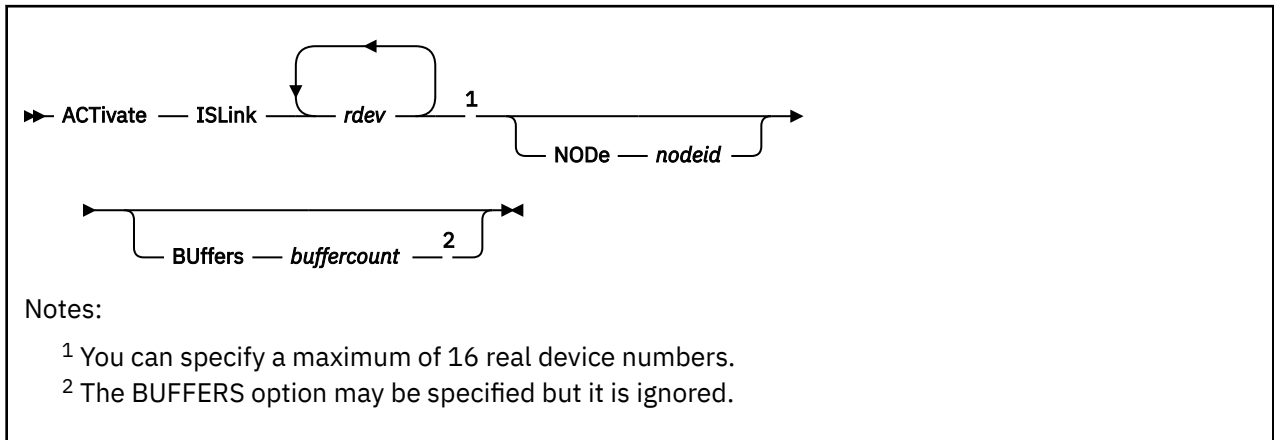 ACTivate ISLink rdev 1
NODe nodeid
BUffers buffercount 2
Notes:
1 You can specify a maximum of 16 real device numbers.
2 The BUFFERS option may be specified but it is ignored.